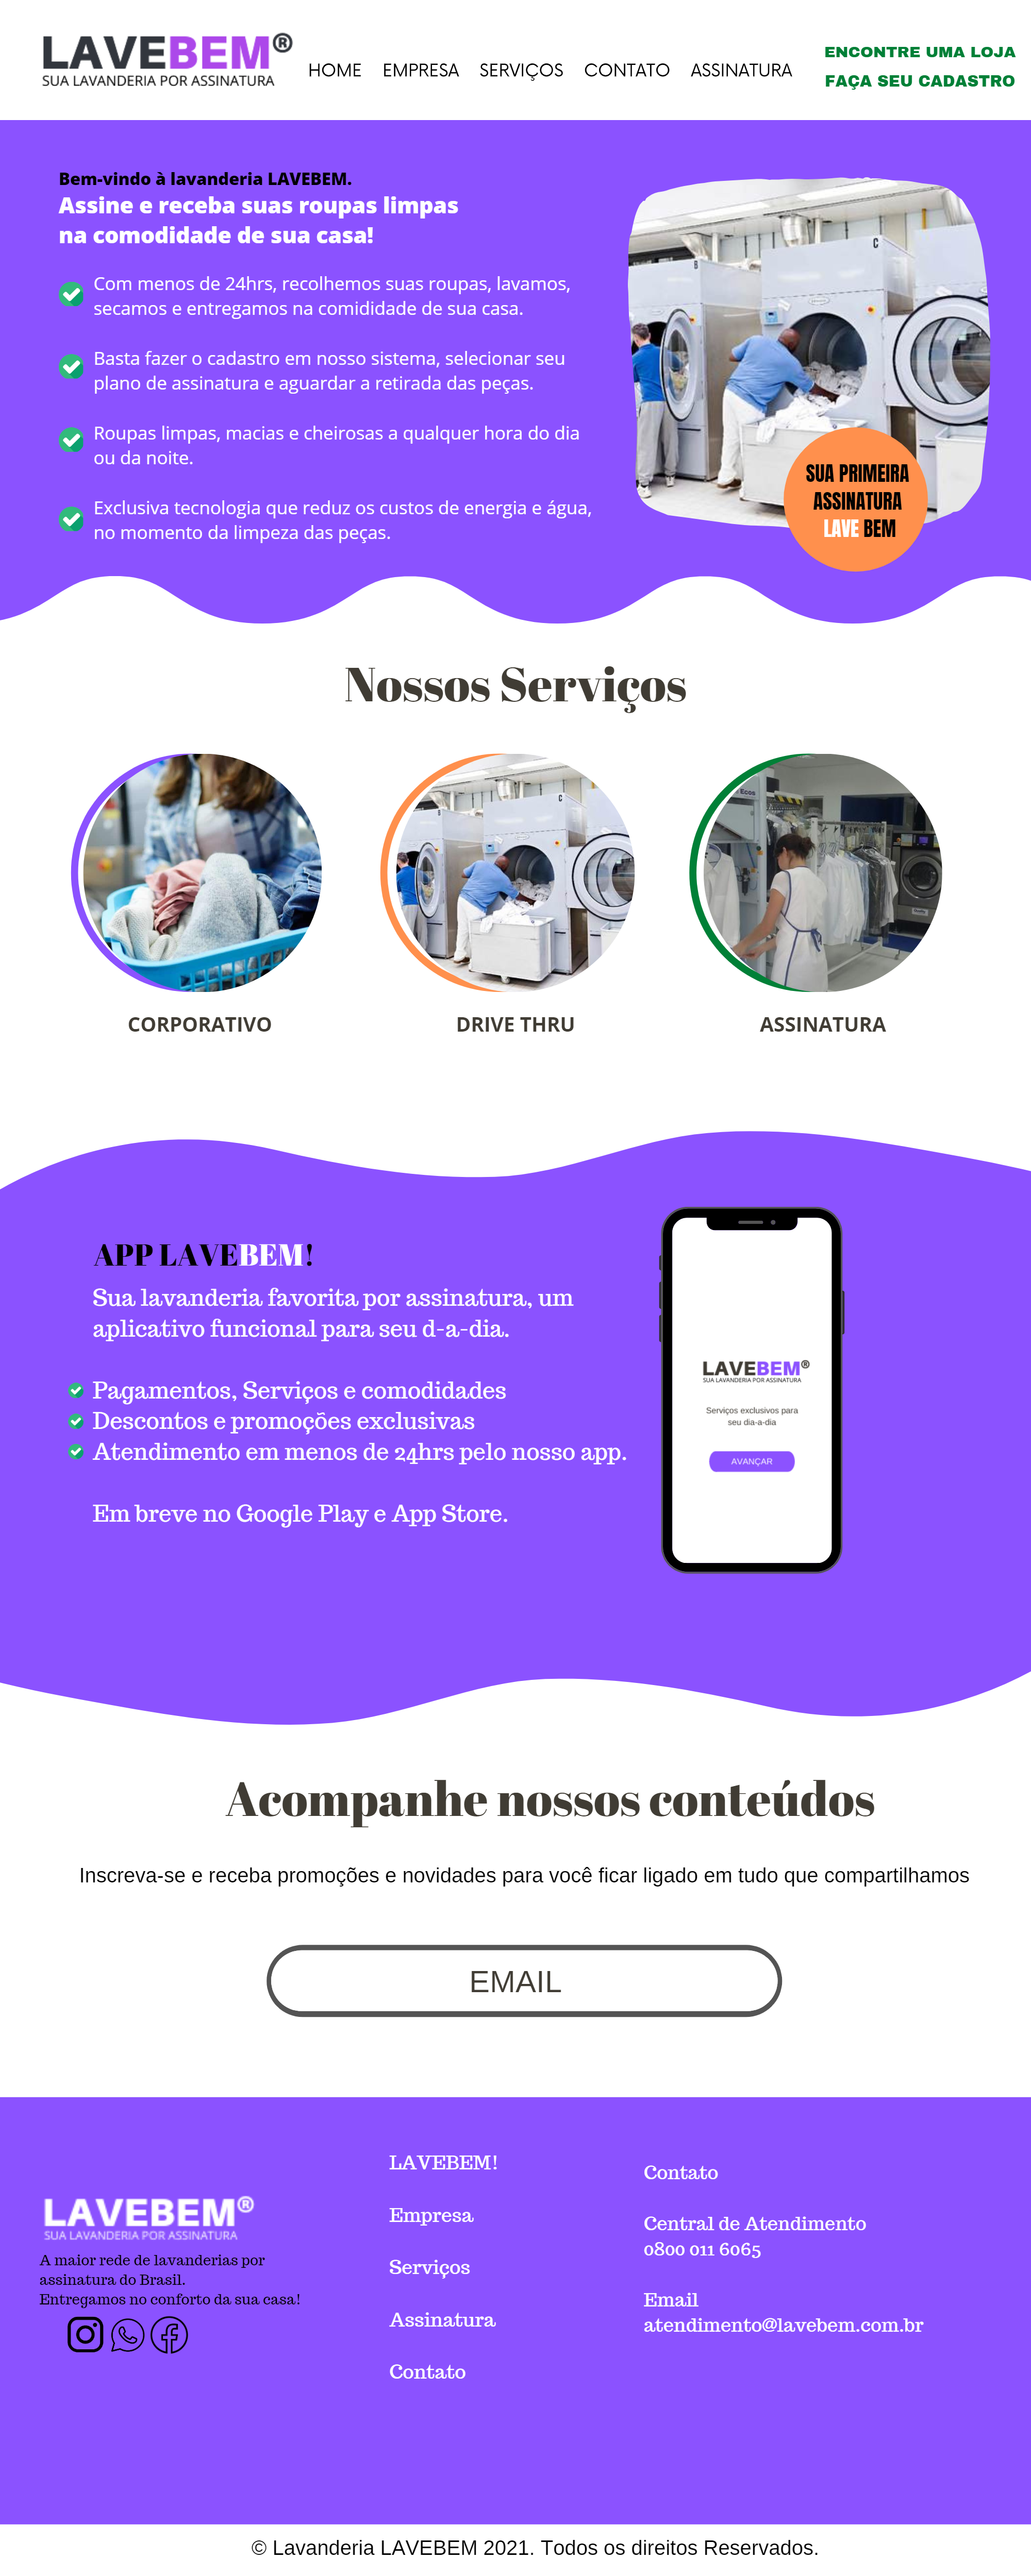 LAVEBEM®
SUA LAVANDERIA POR ASSINATURA
HOME EMPRESA SERVIÇOS CONTATO ASSINATURA
ENCONTRE UMA LOJA
FAÇA SEU CADASTRO
Bem-vindo à lavanderia LAVEBEM.
Assine e receba suas roupas limpas
na comodidade de sua casa!
Com menos de 24hrs, recolhemos suas roupas, lavamos,
secamos e entregamos na comididade de sua casa.
Basta fazer o cadastro em nosso sistema, selecionar seu
plano de assinatura e aguardar a retirada das peças.
Roupas limpas, macias e cheirosas a qualquer hora do dia
ou da noite.
Exclusiva tecnologia que reduz os custos de energia e água,
no momento da limpeza das peças.
B
C
SUA PRIMEIRA
ASSINATURA
LAVE BEM
Nossos Serviços
C
Ecos
CORPORATIVO
DRIVE THRU
ASSINATURA
APP LAVEBEM!
Sua lavanderia favorita por assinatura, um
aplicativo funcional para seu d-a-dia.
Pagamentos, Serviços e comodidades
Descontos e promoções exclusivas
Atendimento em menos de 24hrs pelo nosso app.
Em breve no Google Play e App Store.
LAVEBEM®
SUA LAVANDERIA POR ASSINATURA
Serviços exclusivos para
seu dia-a-dia
AVANÇAR
Acompanhe nossos conteúdos
Inscreva-se e receba promoções e novidades para você ficar ligado em tudo que compartilhamos
EMAIL
LAVEBEM®
SUA LAVANDERIA POR ASSINATURA
A maior rede de lavanderias por
assinatura do Brasil.
Entregamos no conforto da sua casa!
LAVEBEM!
Empresa
Serviços
Assinatura
Contato
Contato
Central de Atendimento
0800 011 6065
Email
atendimento@lavebem.com.br
© Lavanderia LAVEBEM 2021. Todos os direitos Reservados.